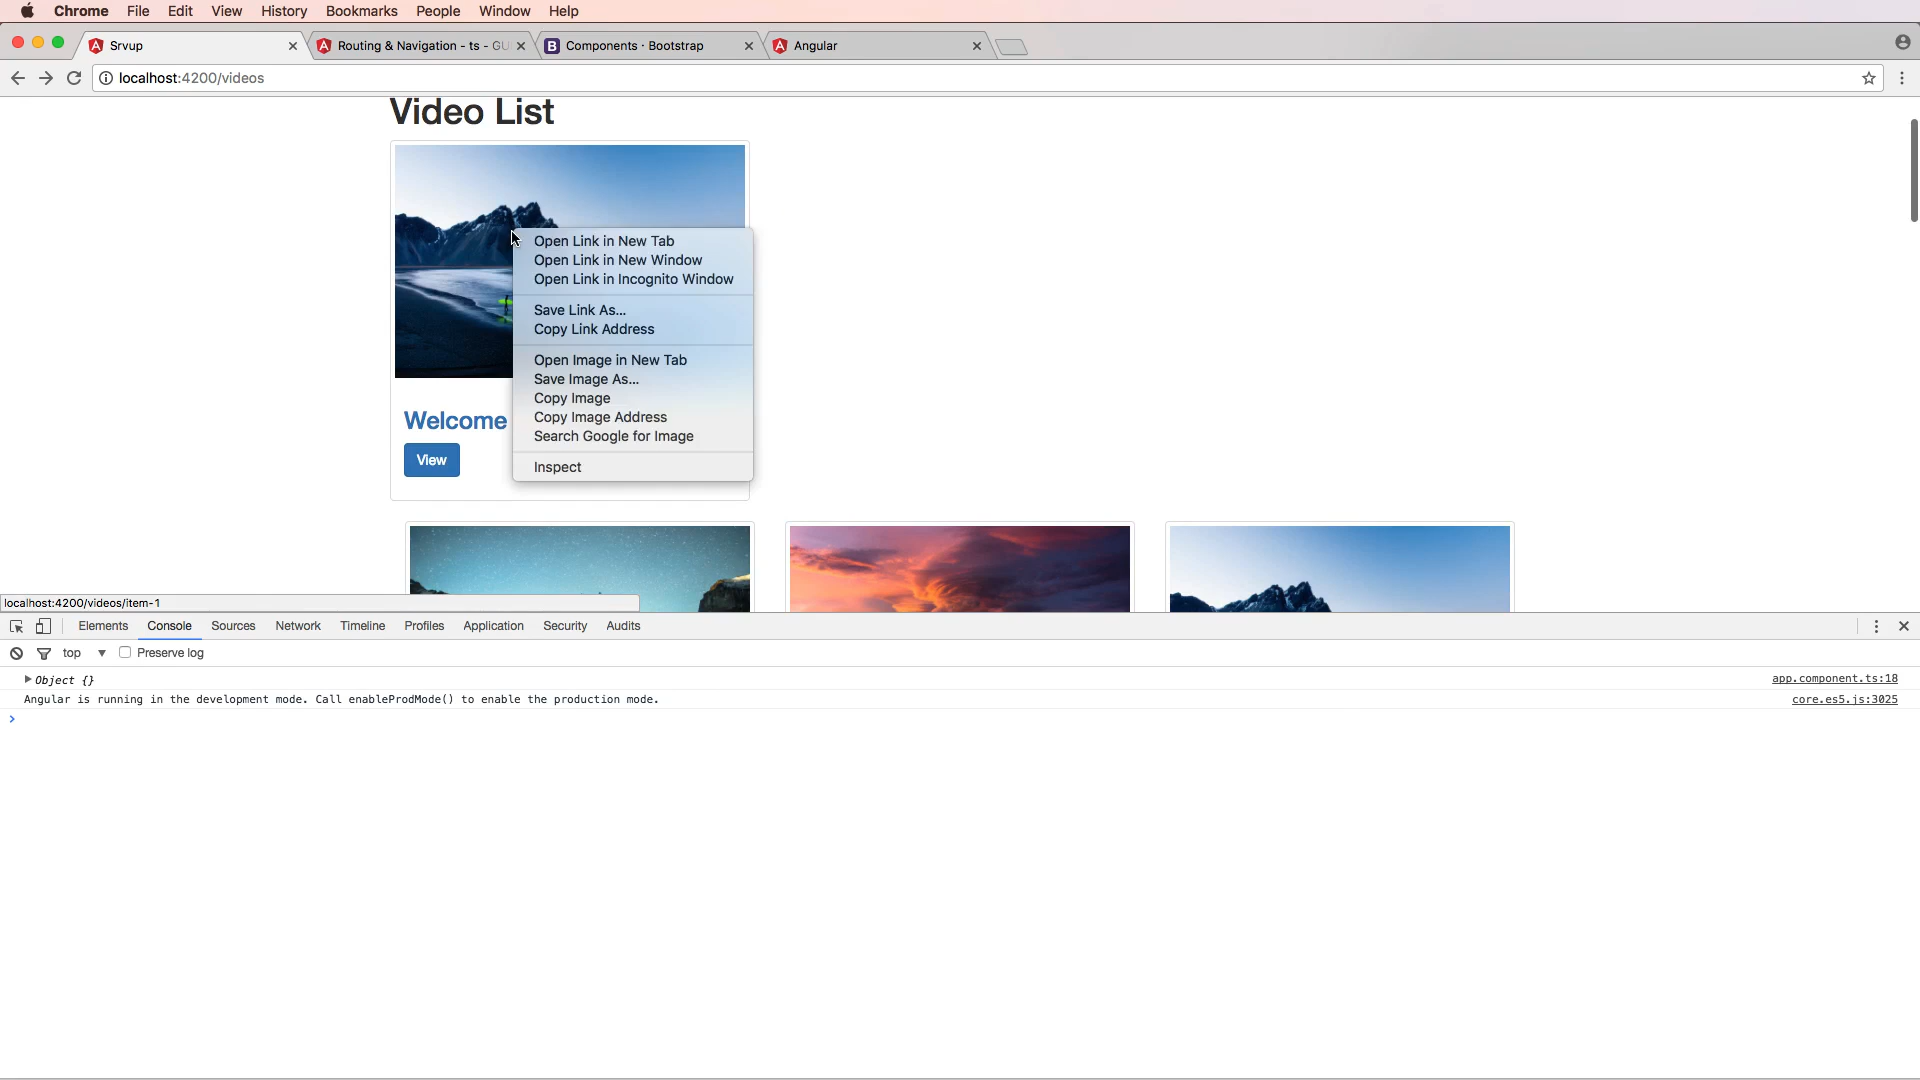 Chrome File Edit View History Bookmarks People Window Help
Srvup Routing & Navigation - ts - GU Components · Bootstrap Angular
localhost:4200/videos
Video List
Open Link in New Tab
Open Link in New Window
Open Link in Incognito Window
Save Link As...
Copy Link Address
Open Image in New Tab
Save Image As...
Copy Image
Copy Image Address
Search Google for Image
Inspect
Welcome
View
localhost:4200/videos/item-1
Elements Console Sources Network Timeline Profiles Application Security Audits
top Preserve log
Object {} app.component.ts:18
Angular is running in the development mode. Call enableProdMode() to enable the production mode. core.es5.js:3025